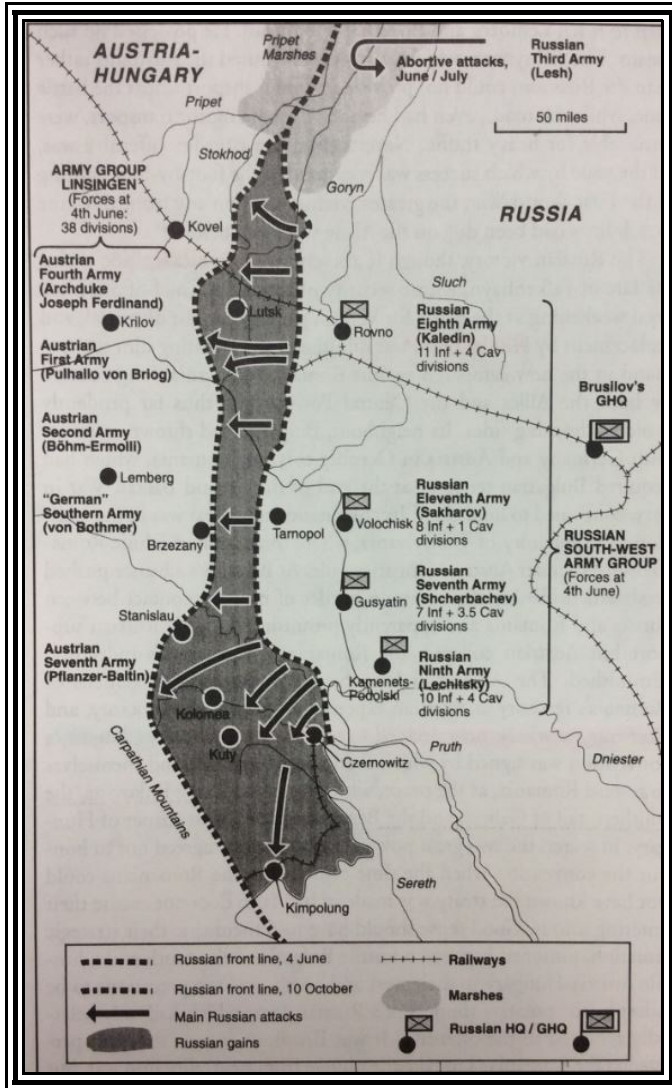 AUSTRIA-
HUNGARY
Pripet
Marshes
Abortive attacks,
June / July
Russian
Third Army
(Lesh)
50 miles
Pripet
Stokhod
Goryn
ARMY GROUP
LINSINGEN
(Forces at
4th June:
38 divisions)
RUSSIA
Kovel
Sluch
Austrian
Fourth Army
(Archduke
Joseph Ferdinand)
Krilov
Lutsk
Rovno
Russian
Eighth Army
(Kaledin)
11 Inf + 4 Cav
divisions
Austrian
First Army
(Pulhallo von Briog)
Brusilov's
GHQ
Austrian
Second Army
(Böhm-Ermolli)
Lemberg
"German"
Southern Army
(von Bothmer)
Brzezany
Tarnopol
Volochisk
Russian
Eleventh Army
(Sakharov)
8 Inf + 1 Cav
divisions
RUSSIAN
SOUTH-WEST
ARMY GROUP
(Forces at
4th June)
Gusyatin
Russian
Seventh Army
(Shcherbachev)
7 Inf + 3.5 Cav
divisions
Stanislau
Austrian
Seventh Army
(Pflanzer-Baltin)
Kamenets-
Pedolski
Russian
Ninth Army
(Lechitsky)
10 Inf + 4 Cav
divisions
Kolomea
Kuty
Czernowitz
Pruth
Dniester
Carpathian Mountains
Sereth
Kimpolung
Russian front line, 4 June
Russian front line, 10 October
Main Russian attacks
Russian gains
Railways
Marshes
Russian HQ / GHQ